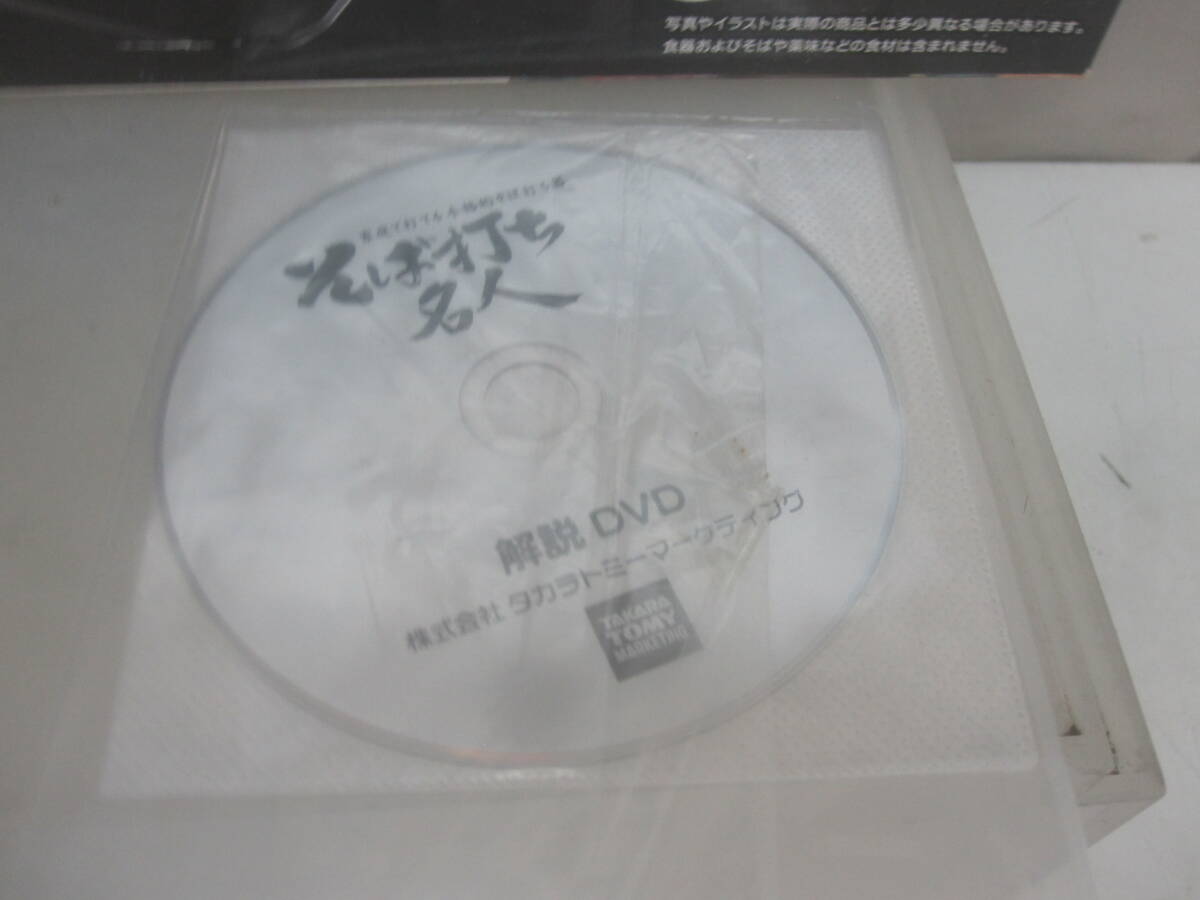 写真やイラストは実際の商品とは多少異なる場合があります。
食器およびそばや薬味などの食材は含まれません。
そば打ち
名人
解説 DVD
株式会社 タカラトミーマーケティング
TAKARA
TOMY
MARKETING